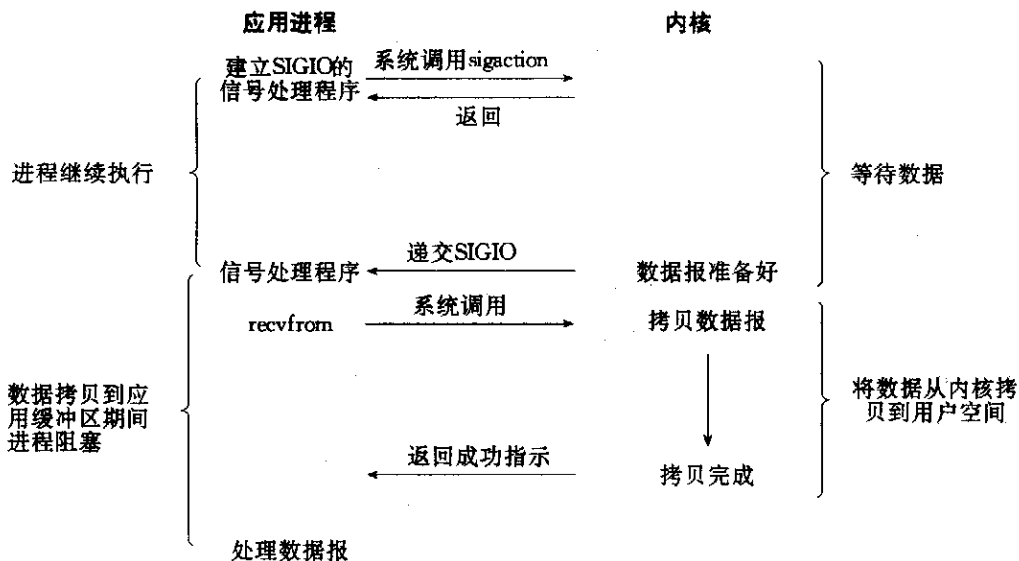 应用进程
内核
建立SIGIO的
信号处理程序
系统调用sigaction
返回
进程继续执行
等待数据
递交SIGIO
信号处理程序
数据报准备好
recvfrom
系统调用
拷贝数据报
数据拷贝到应
用缓冲区期间
进程阻塞
将数据从内核拷
贝到用户空间
返回成功指示
拷贝完成
处理数据报